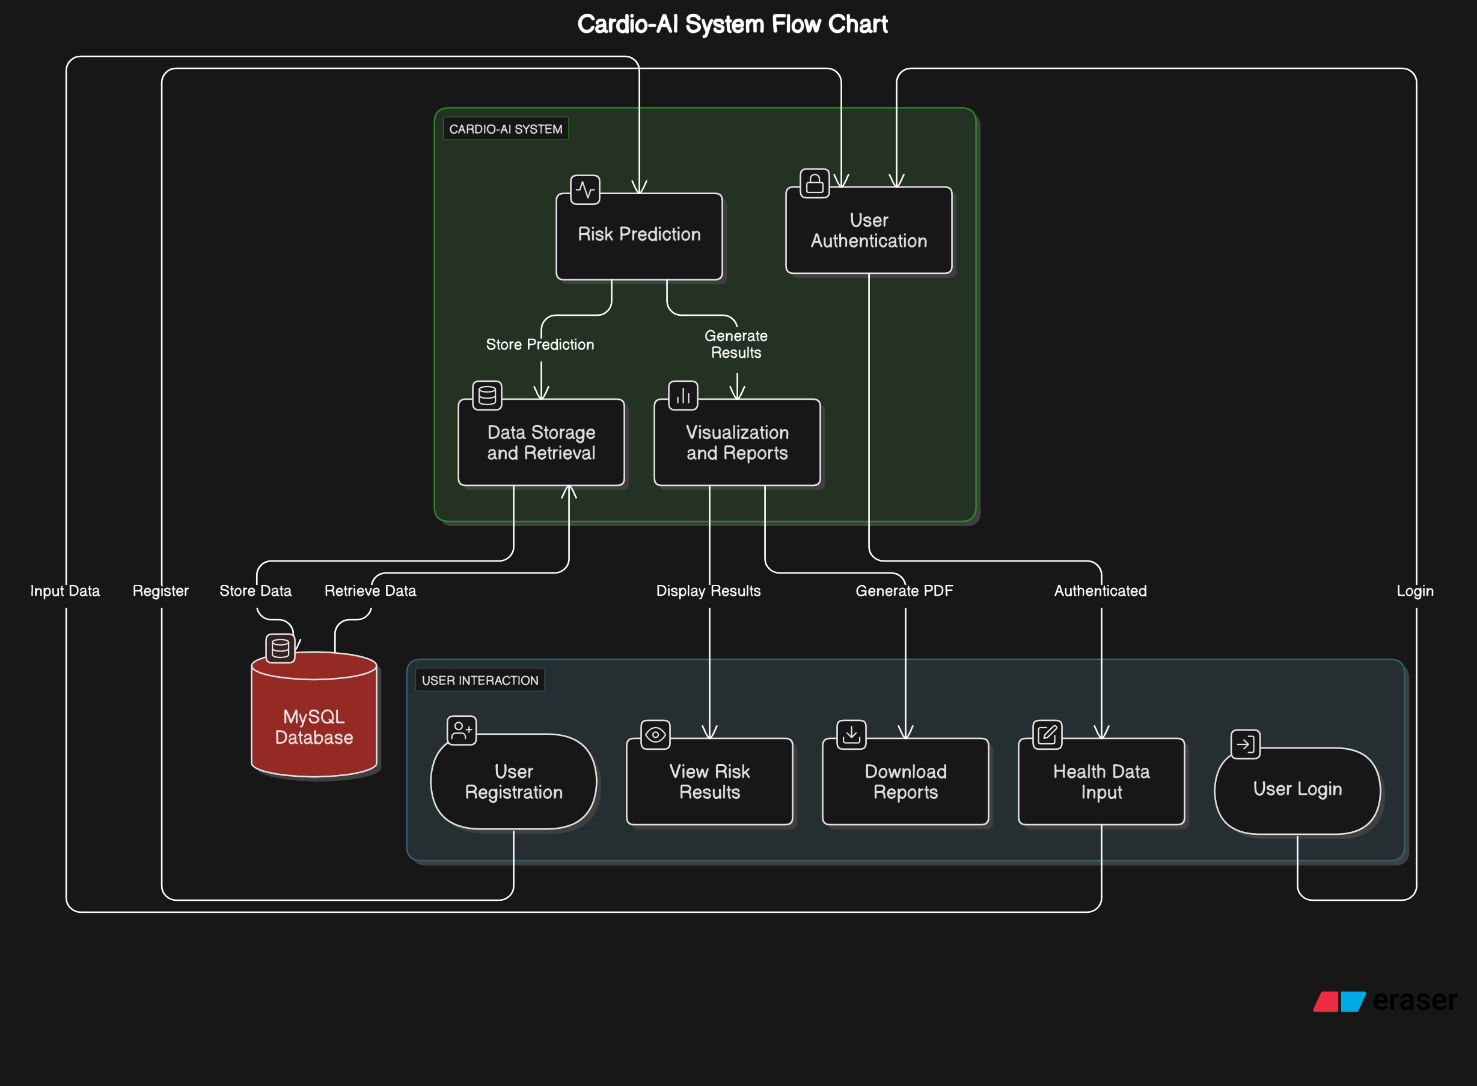 Cardio-AI System Flow Chart
CARDIO-AI SYSTEM
Risk Prediction
User
Authentication
Store Prediction
Generate
Results
Data Storage
and Retrieval
Visualization
and Reports
Input Data
Register
Store Data
Retrieve Data
Display Results
Generate PDF
Authenticated
Login
MySQL
Database
USER INTERACTION
User
Registration
View Risk
Results
Download
Reports
Health Data
Input
User Login
eraser